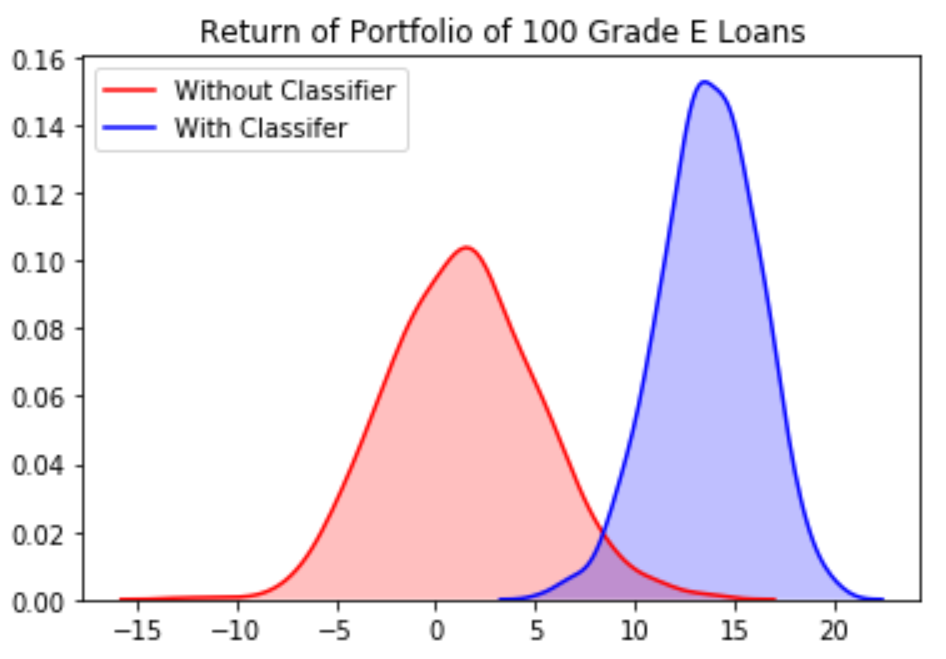 Return of Portfolio of 100 Grade E Loans
0.16
Without Classifier
With Classifer
0.14
0.12
0.10
0.08
0.06
0.04
0.02
0.00
−15 −10 −5 0 5 10 15 20